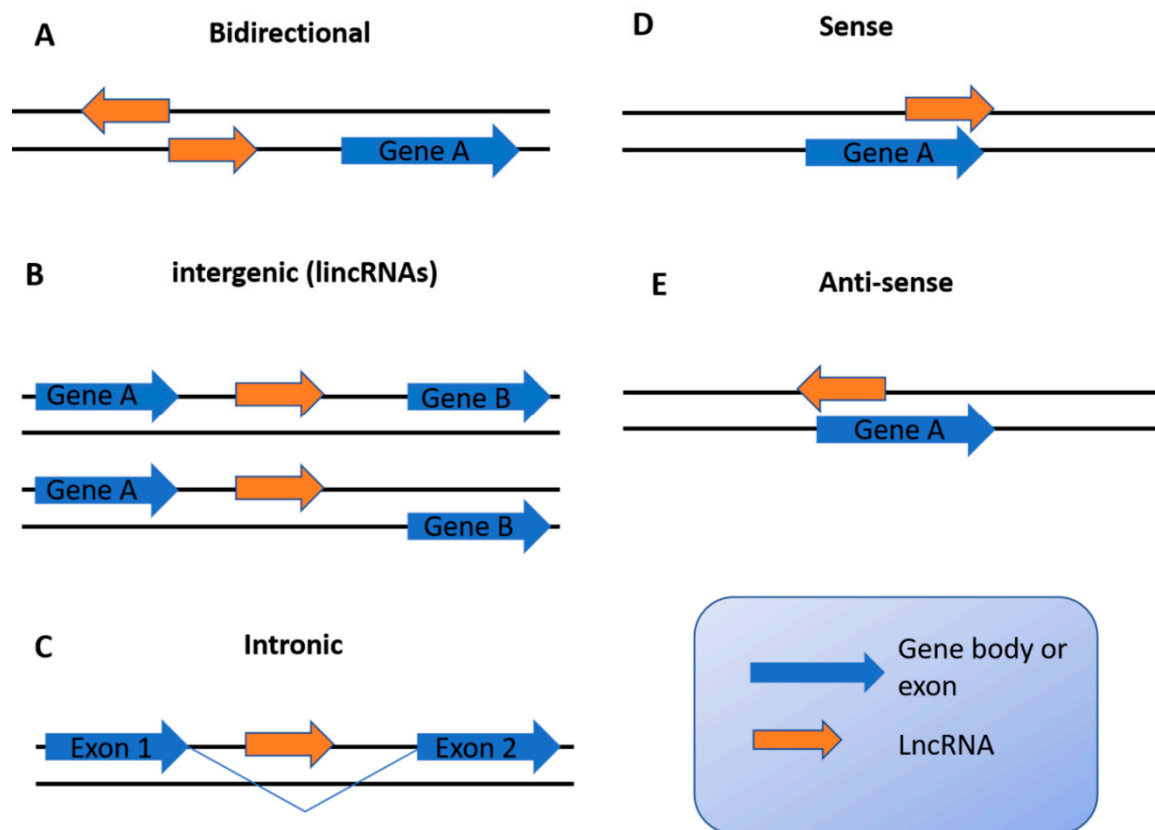 A
Bidirectional
Gene A
B
intergenic (lincRNAs)
Gene A
Gene B
Gene A
Gene B
C
Intronic
Exon 1
Exon 2
D
Sense
Gene A
E
Anti-sense
Gene A
Gene body or
exon
LncRNA